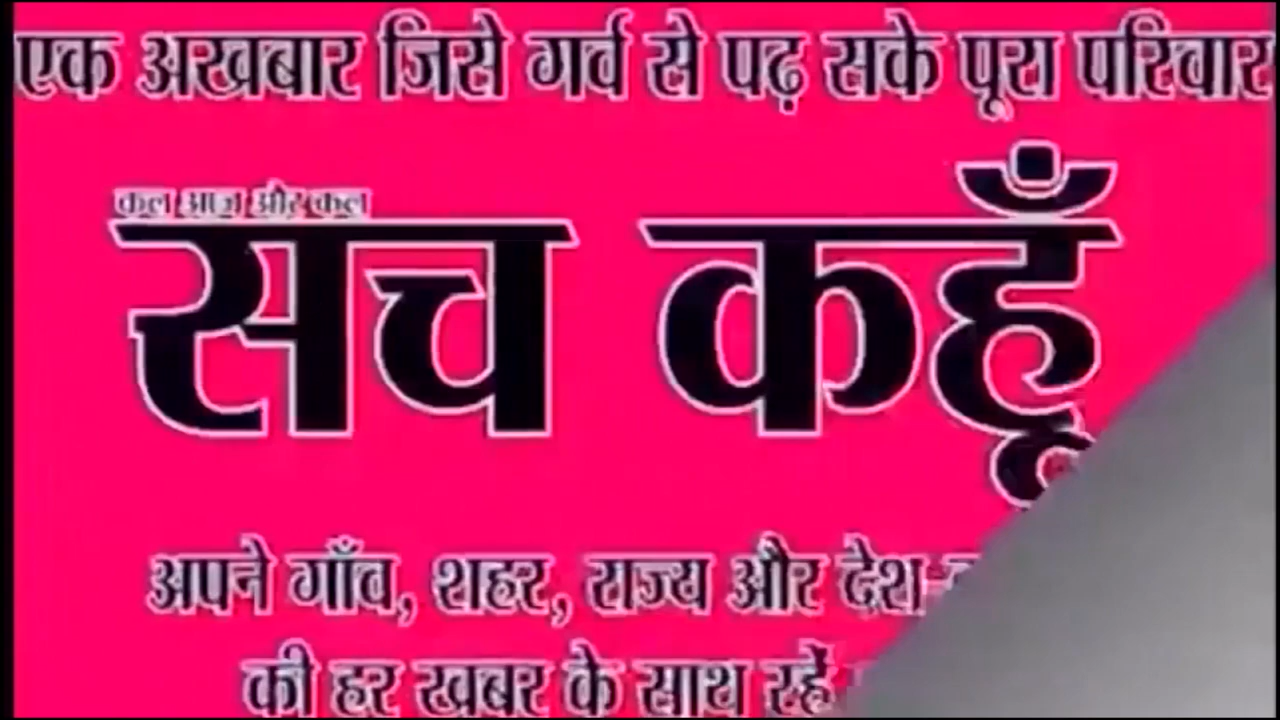 एक अखबार जिसे गर्व से पढ़ सके पूरा परिवार
कल आज और कल
सच कहूँ
अपने गाँव, शहर, राज्य और देश
की हर खबर के साथ रहें